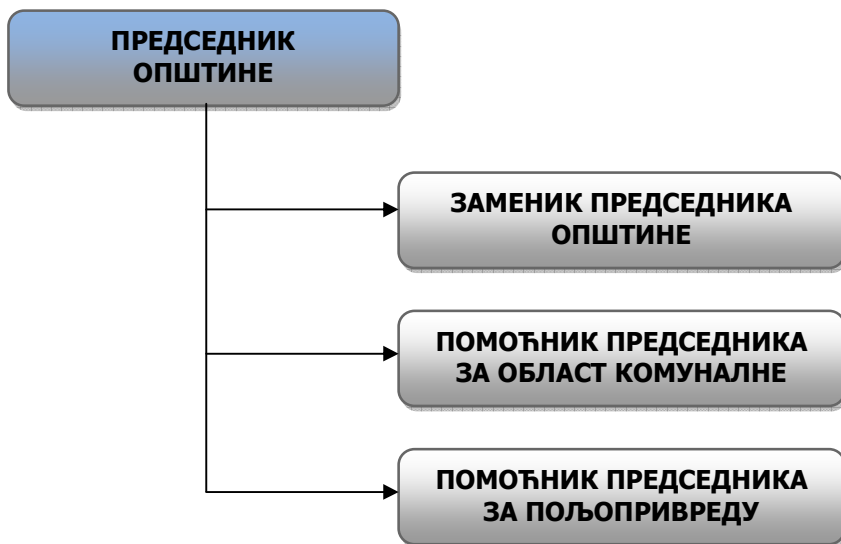 ПРЕДСЕДНИК
ОПШТИНЕ
ЗАМЕНИК ПРЕДСЕДНИКА
ОПШТИНЕ
ПОМОЋНИК ПРЕДСЕДНИКА
ЗА ОБЛАСТ КОМУНАЛНЕ
ПОМОЋНИК ПРЕДСЕДНИКА
ЗА ПОЉОПРИВРЕДУ